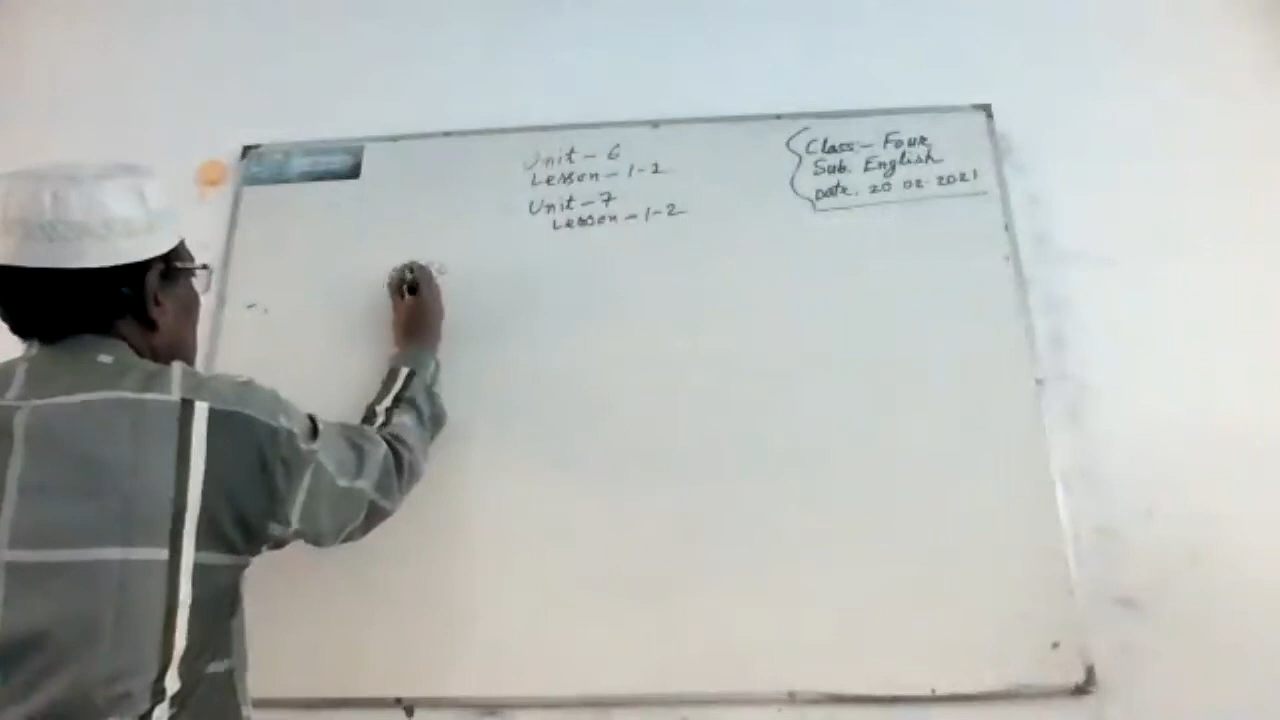 Unit - 6
Lesson - 1-2
Unit - 7
Lesson - 1-2
Class - Four
Sub. English
Date. 20 02.2021